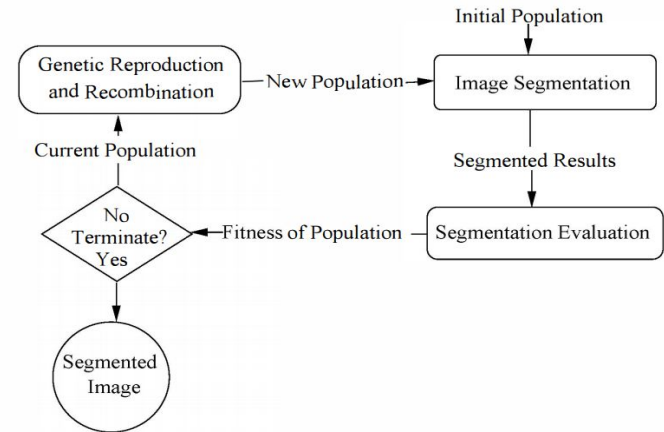 Initial Population
Genetic Reproduction
and Recombination
New Population
Image Segmentation
Current Population
Segmented Results
No
Terminate?
Yes
Fitness of Population
Segmentation Evaluation
Segmented
Image